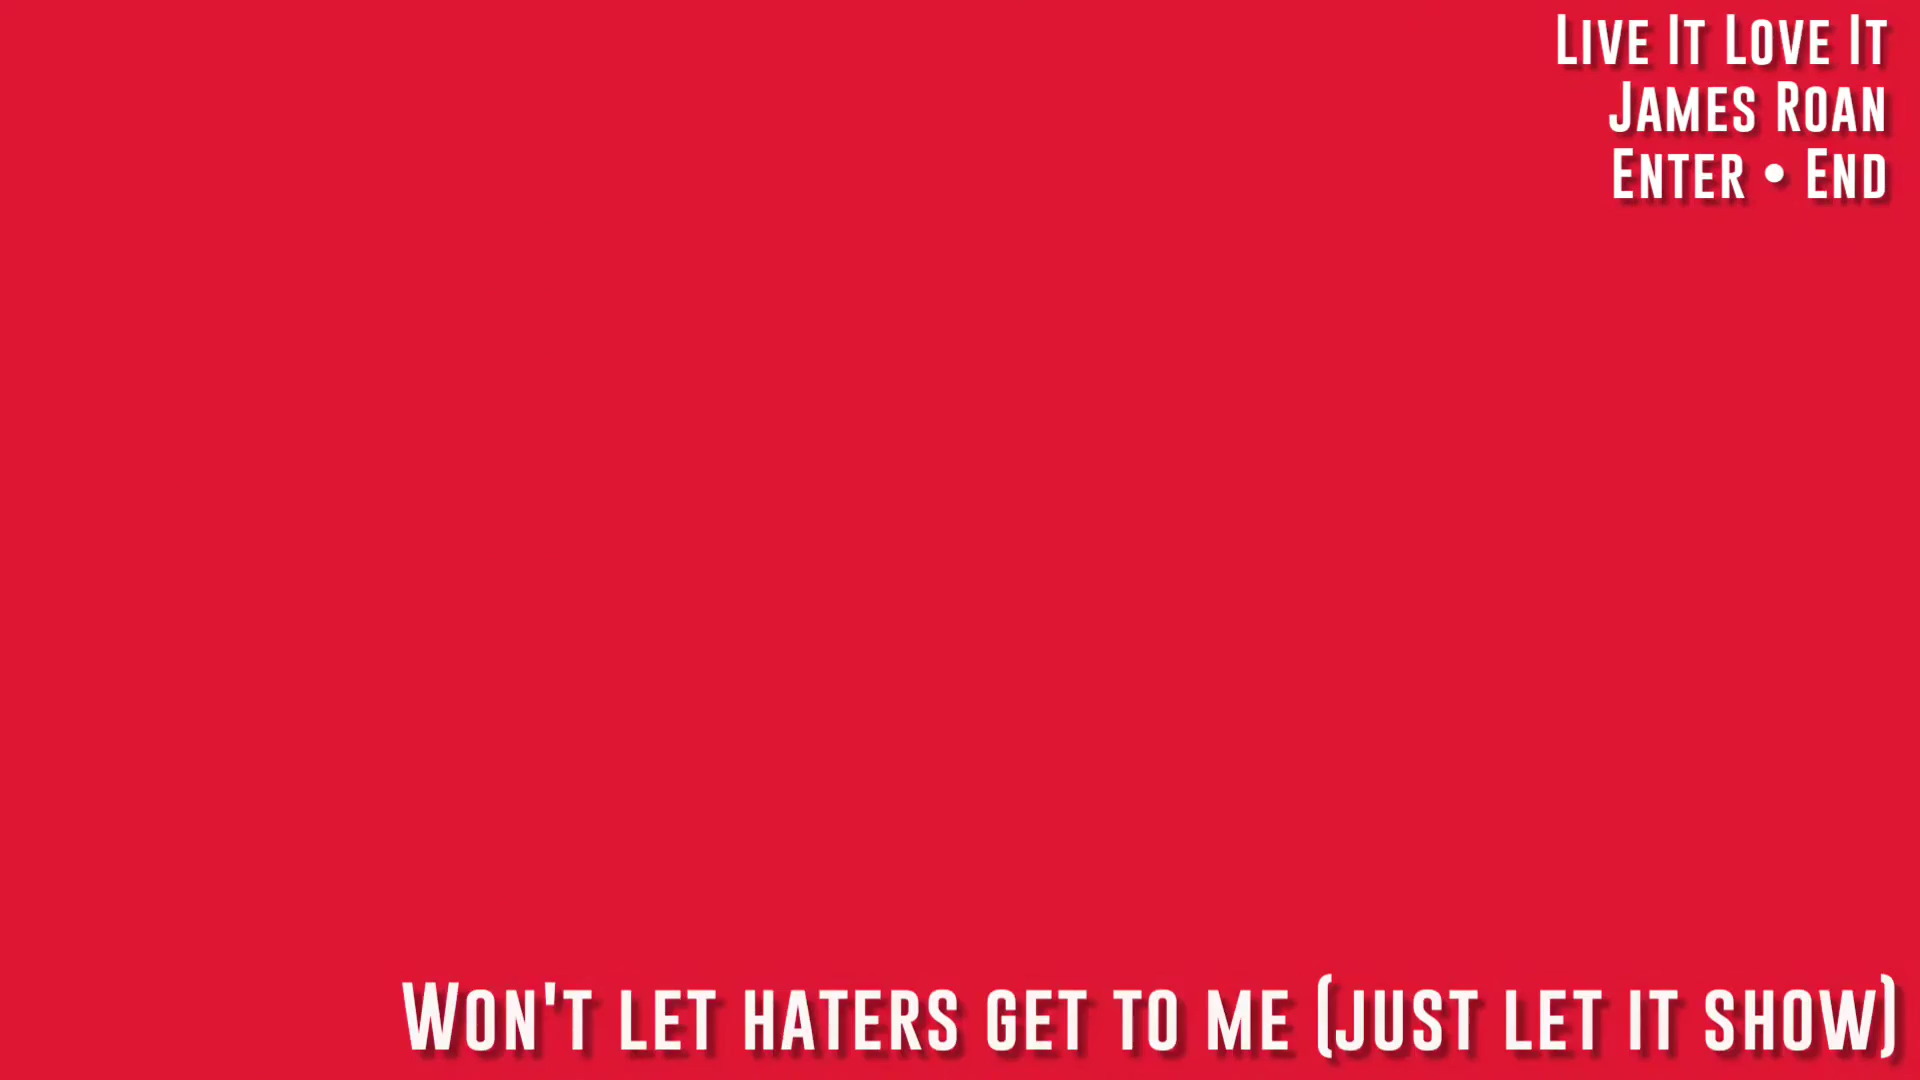 Live It Love It
James Roan
Enter • End
Won't let haters get to me (just let it show)